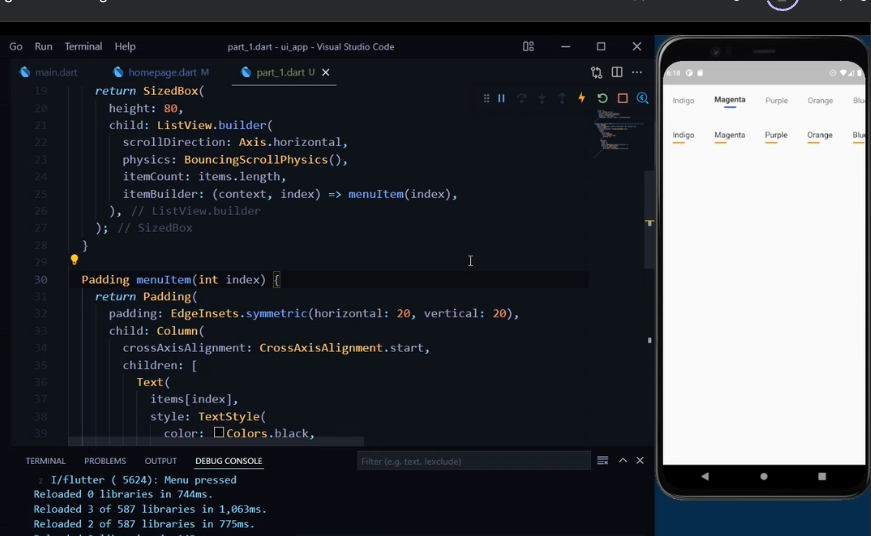 Go Run Terminal Help part_1.dart - ui_app - Visual Studio Code
main.dart homepage.dart M part_1.dart U
19 return SizedBox(
20 height: 80,
21 child: ListView.builder(
22 scrollDirection: Axis.horizontal,
23 physics: BouncingScrollPhysics(),
24 itemCount: items.length,
25 itemBuilder: (context, index) => menuItem(index),
26 ), // ListView.builder
27 ); // SizedBox
28 }
29
30 Padding menuItem(int index) {
31 return Padding(
32 padding: EdgeInsets.symmetric(horizontal: 20, vertical: 20),
33 child: Column(
34 crossAxisAlignment: CrossAxisAlignment.start,
35 children: [
36 Text(
37 items[index],
38 style: TextStyle(
39 color: Colors.black,
TERMINAL PROBLEMS OUTPUT DEBUG CONSOLE Filter (e.g. text, !exclude)
2 I/flutter ( 5624): Menu pressed
Reloaded 0 libraries in 744ms.
Reloaded 3 of 587 libraries in 1,063ms.
Reloaded 2 of 587 libraries in 775ms.
6:18
Indigo Magenta Purple Orange Blu
Indigo Magenta Purple Orange Blu